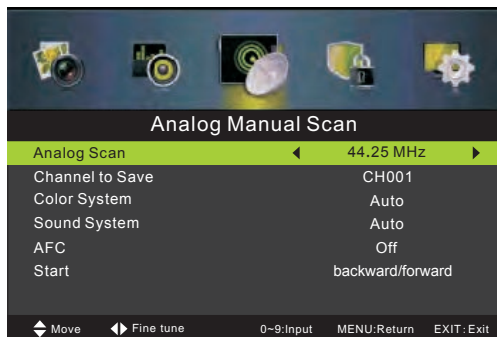 Analog Manual Scan
Analog Scan 44.25 MHz
Channel to Save CH001
Color System Auto
Sound System Auto
AFC Off
Start backward/forward
Move Fine tune 0~9:Input MENU:Return EXIT:Exit